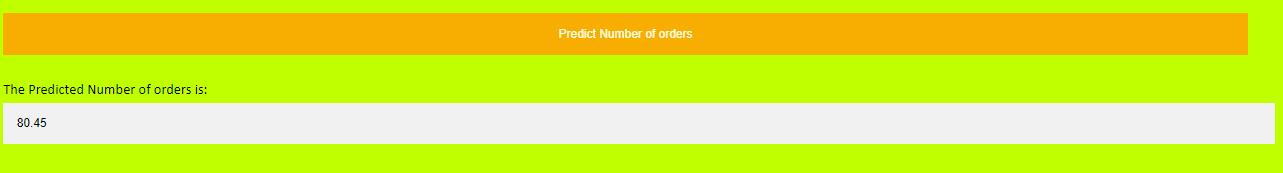 Predict Number of orders
The Predicted Number of orders is:
80.45